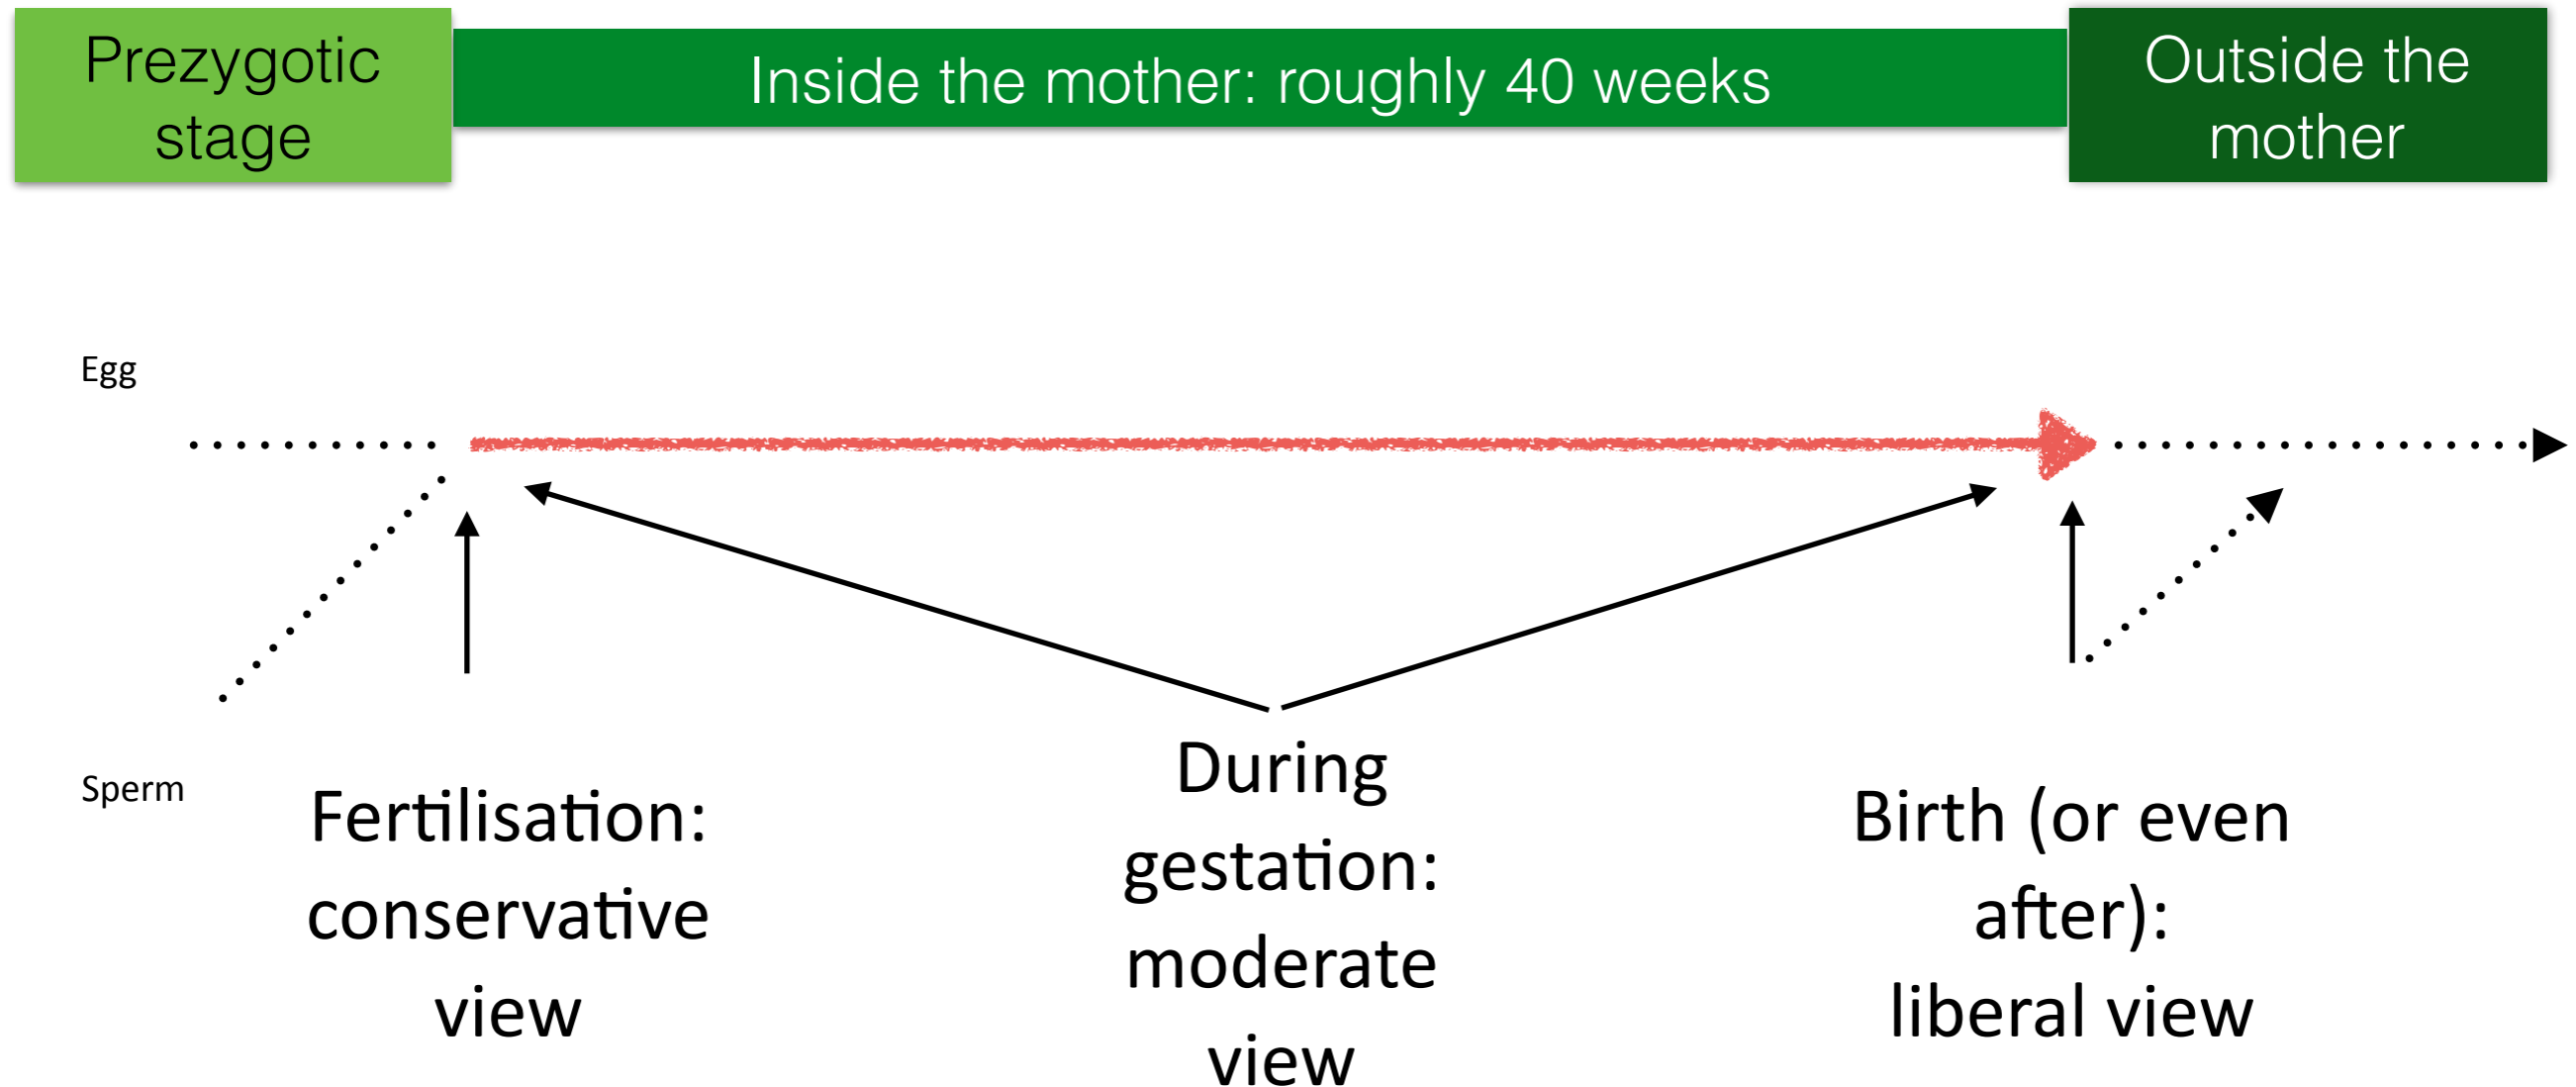 Prezygotic
stage
Inside the mother: roughly 40 weeks
Outside the
mother
Egg
Sperm
Fertilisation:
conservative
view
During
gestation:
moderate
view
Birth (or even
after):
liberal view